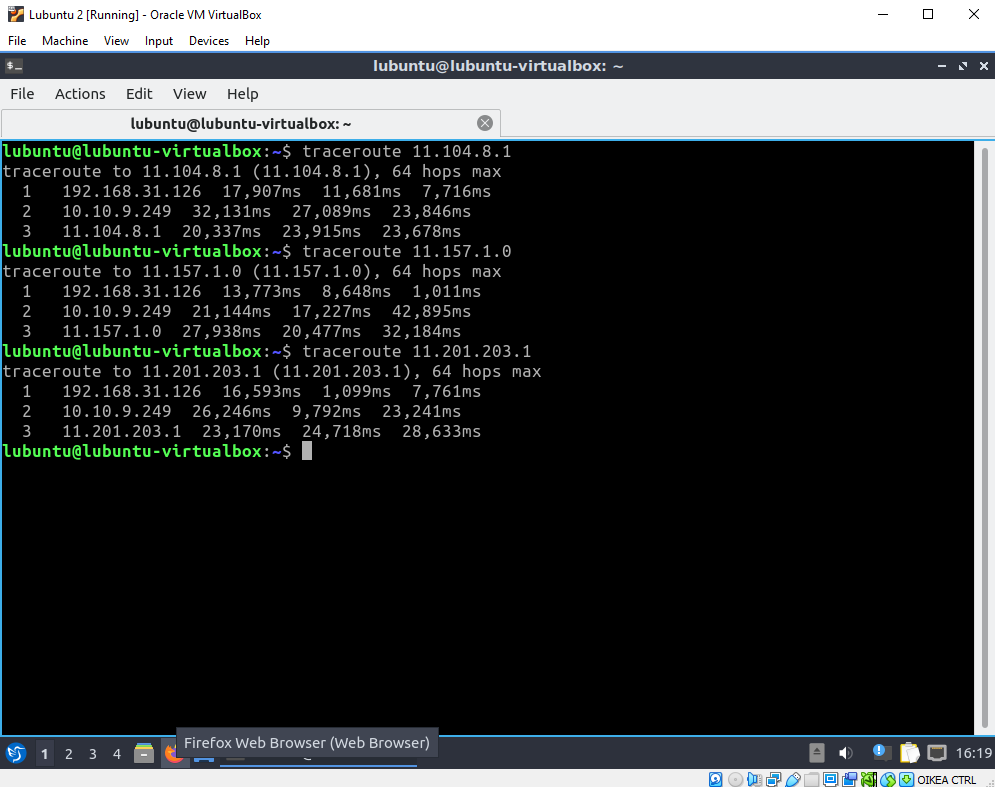 Lubuntu 2 [Running] - Oracle VM VirtualBox
File Machine View Input Devices Help
$_ lubuntu@lubuntu-virtualbox: ~
File Actions Edit View Help
lubuntu@lubuntu-virtualbox: ~
lubuntu@lubuntu-virtualbox:~$ traceroute 11.104.8.1
traceroute to 11.104.8.1 (11.104.8.1), 64 hops max
1 192.168.31.126 17,907ms 11,681ms 7,716ms
2 10.10.9.249 32,131ms 27,089ms 23,846ms
3 11.104.8.1 20,337ms 23,915ms 23,678ms
lubuntu@lubuntu-virtualbox:~$ traceroute 11.157.1.0
traceroute to 11.157.1.0 (11.157.1.0), 64 hops max
1 192.168.31.126 13,773ms 8,648ms 1,011ms
2 10.10.9.249 21,144ms 17,227ms 42,895ms
3 11.157.1.0 27,938ms 20,477ms 32,184ms
lubuntu@lubuntu-virtualbox:~$ traceroute 11.201.203.1
traceroute to 11.201.203.1 (11.201.203.1), 64 hops max
1 192.168.31.126 16,593ms 1,099ms 7,761ms
2 10.10.9.249 26,246ms 9,792ms 23,241ms
3 11.201.203.1 23,170ms 24,718ms 28,633ms
lubuntu@lubuntu-virtualbox:~$
Firefox Web Browser (Web Browser)
1 2 3 4 16:19
ΟΙΚΕΑ CTRL